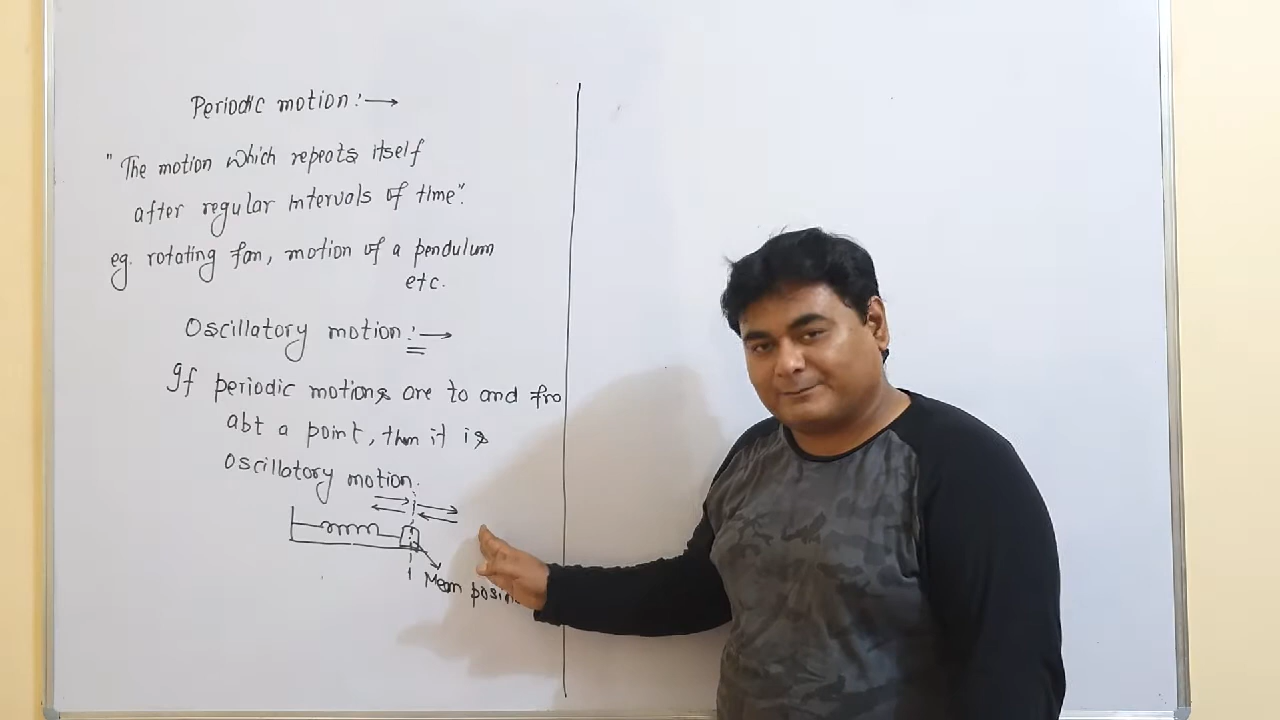 Periodic motion :→
"The motion which repeats itself
after regular intervals of time".
eg. rotating fan, motion of a pendulum
etc.
Oscillatory motion :→
If periodic motions are to and fro
abt a point, then it is
oscillatory motion.
Mean